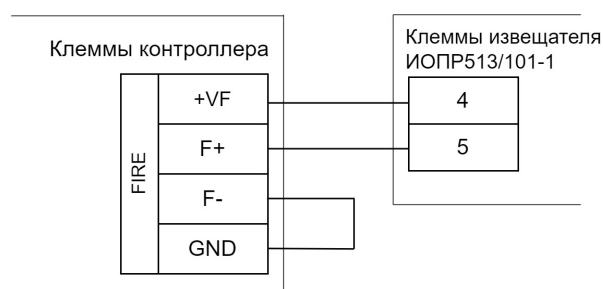 Клеммы контроллера
FIRE
+VF
F+
F-
GND
Клеммы извещателя
ИОПР513/101-1
4
5